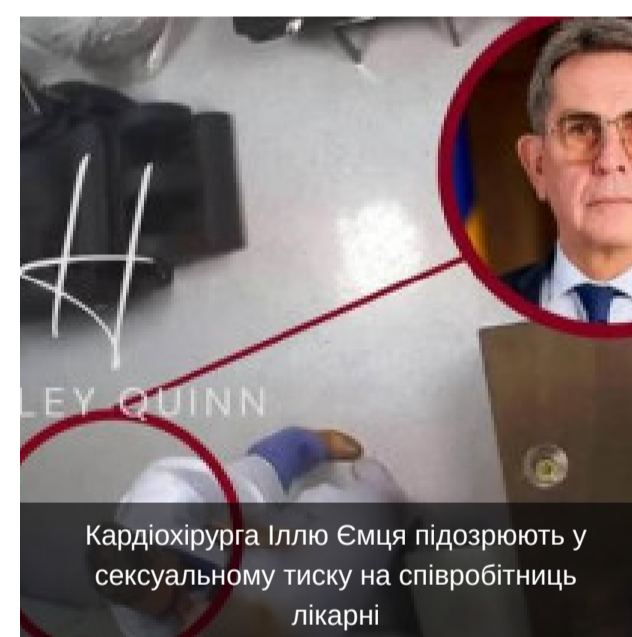 H
LEY QUINN
Кардіохірурга Іллю Ємця підозрюють у
сексуальному тиску на співробітниць
лікарні